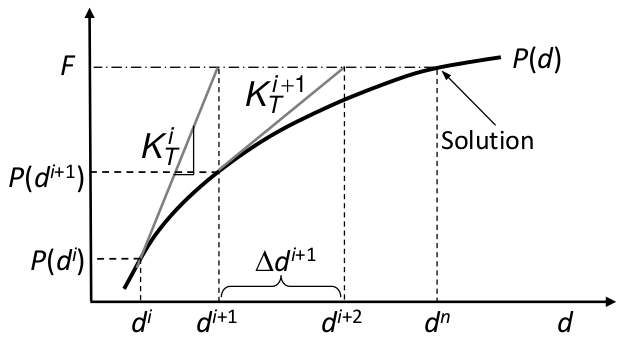 F
P(d)
K_T^{i+1}
K_T^i
Solution
P(d^{i+1})
P(d^i)
Δd^{i+1}
d^i d^{i+1} d^{i+2} d^n d